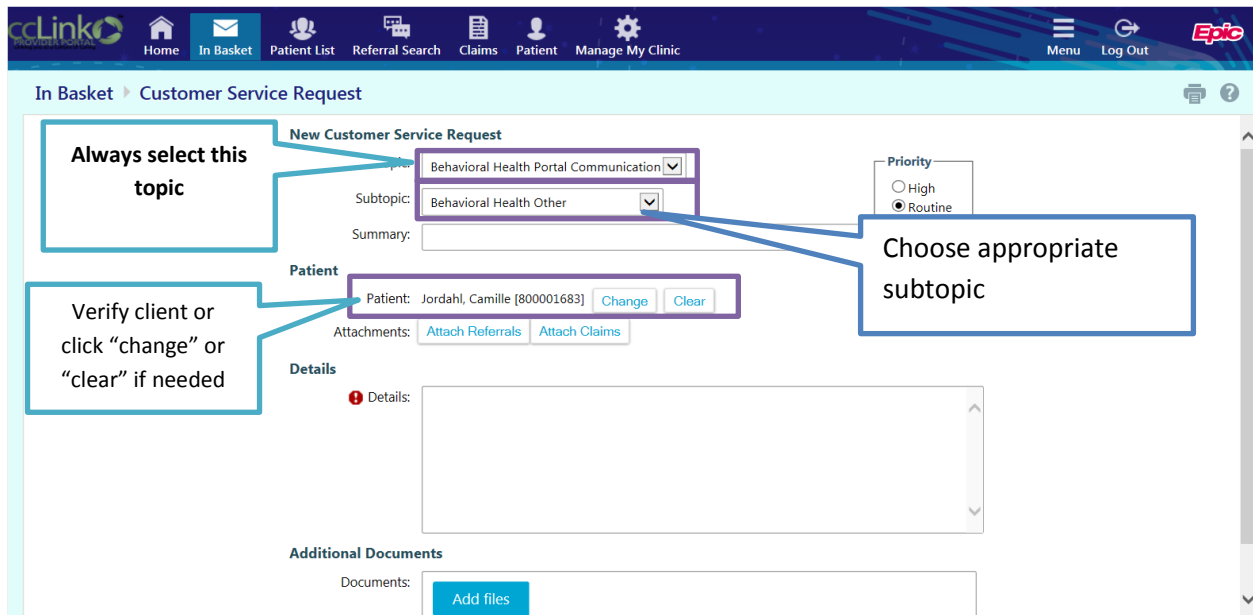 ccLink
PROVIDER PORTAL
Home
In Basket
Patient List
Referral Search
Claims
Patient
Manage My Clinic
Menu
Log Out
Epic
In Basket Customer Service Request
New Customer Service Request
Always select this
topic
Behavioral Health Portal Communication
Priority
High
Routine
Subtopic:
Behavioral Health Other
Summary:
Choose appropriate
subtopic
Patient
Patient: Jordahl, Camille [800001683] Change Clear
Verify client or
click “change” or
“clear” if needed
Attachments: Attach Referrals Attach Claims
Details
Details:
Additional Documents
Documents:
Add files